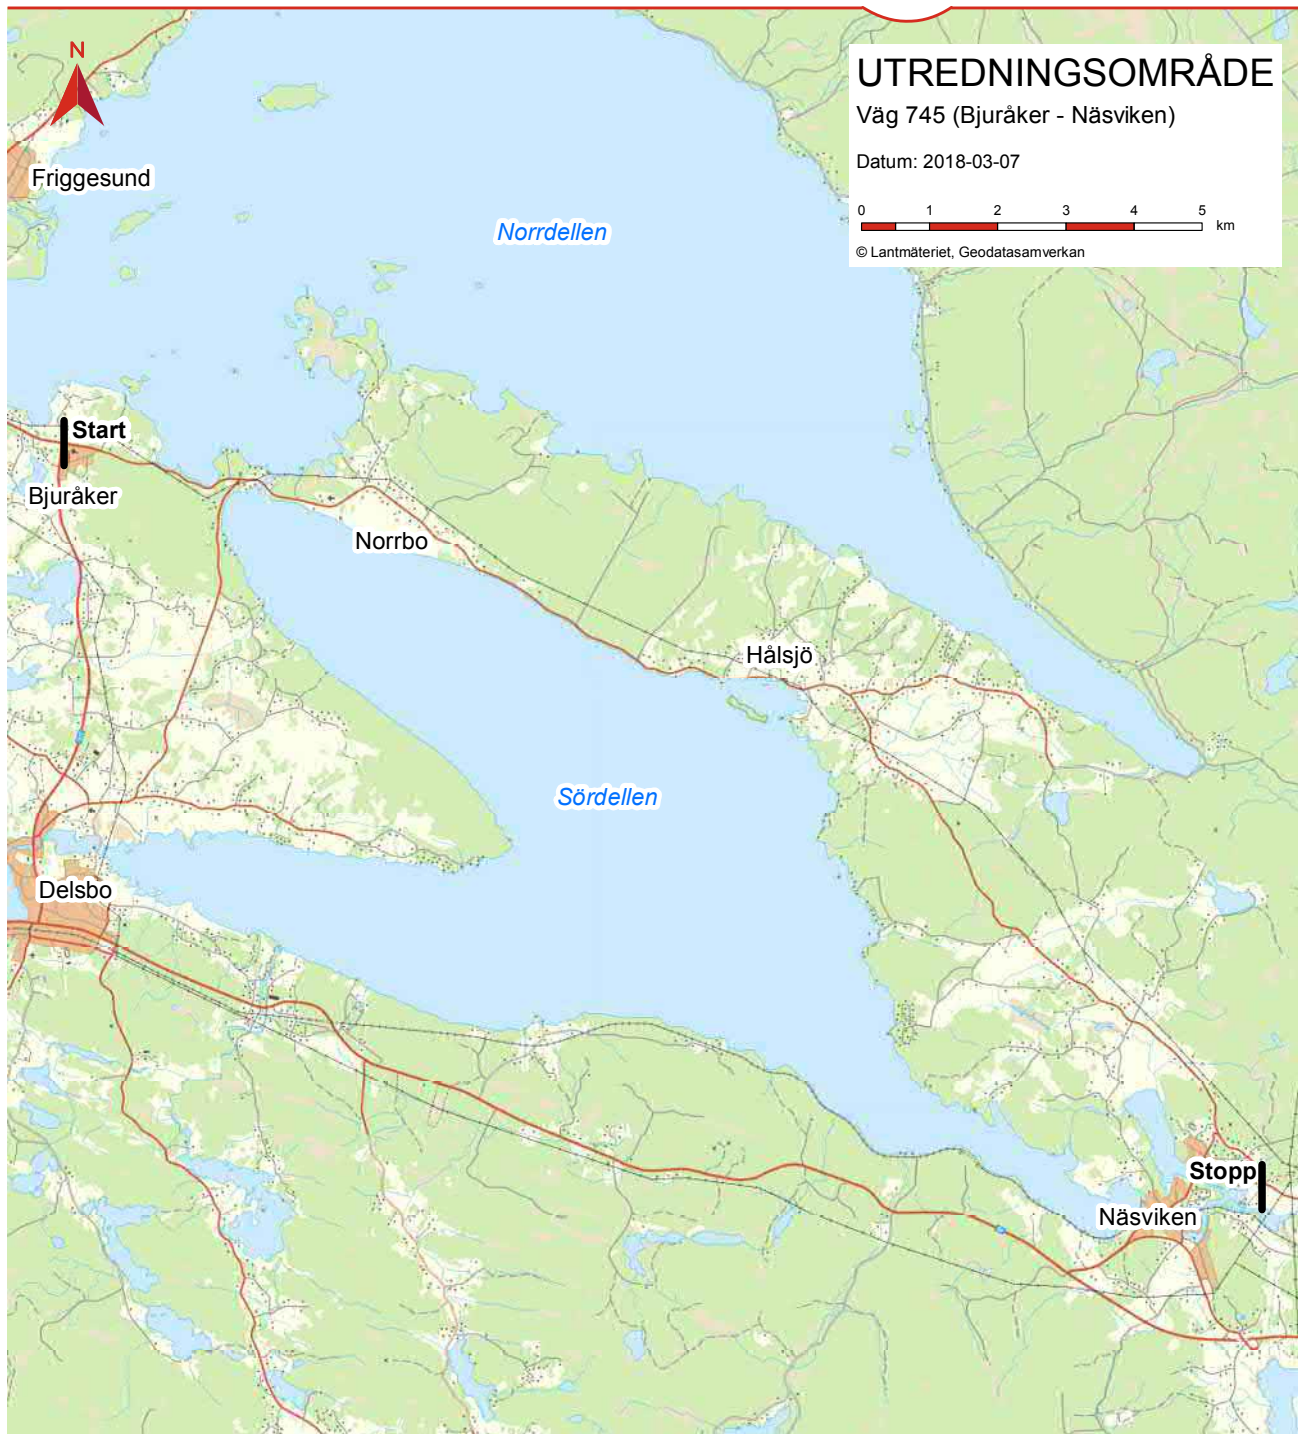 N
UTREDNINGSOMRÅDE
Väg 745 (Bjuråker - Näsviken)
Datum: 2018-03-07
0 1 2 3 4 5
km
© Lantmäteriet, Geodatasamverkan
Friggesund
Norrdellen
Start
Bjuråker
Norrbo
Hålsjö
Sördellen
Delsbo
Stopp
Näsviken